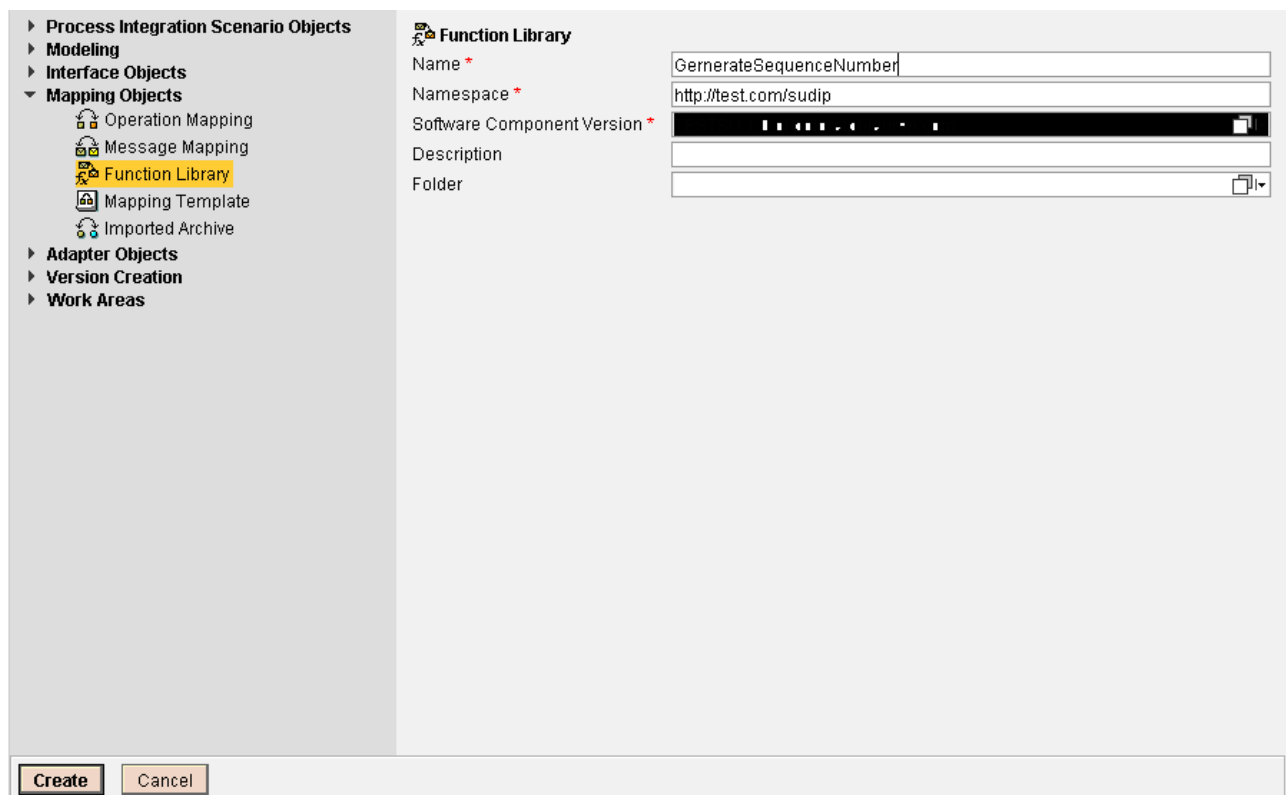 Process Integration Scenario Objects
Modeling
Interface Objects
Mapping Objects
Operation Mapping
Message Mapping
Function Library
Mapping Template
Imported Archive
Adapter Objects
Version Creation
Work Areas
Function Library
Name * GernerateSequenceNumber
Namespace * http://test.com/sudip
Software Component Version *
Description
Folder
Create Cancel